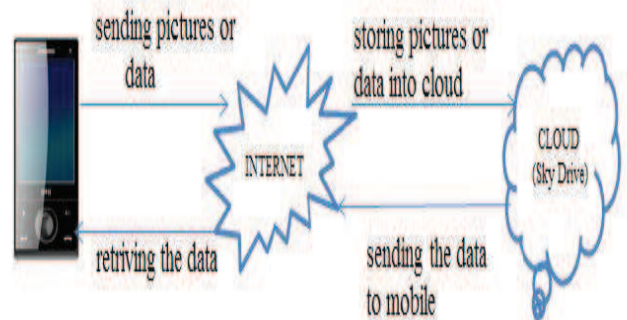 sending pictures or
data
storing pictures or
data into cloud
INTERNET
CLOUD
(Sky Drive)
retriving the data
sending the data
to mobile